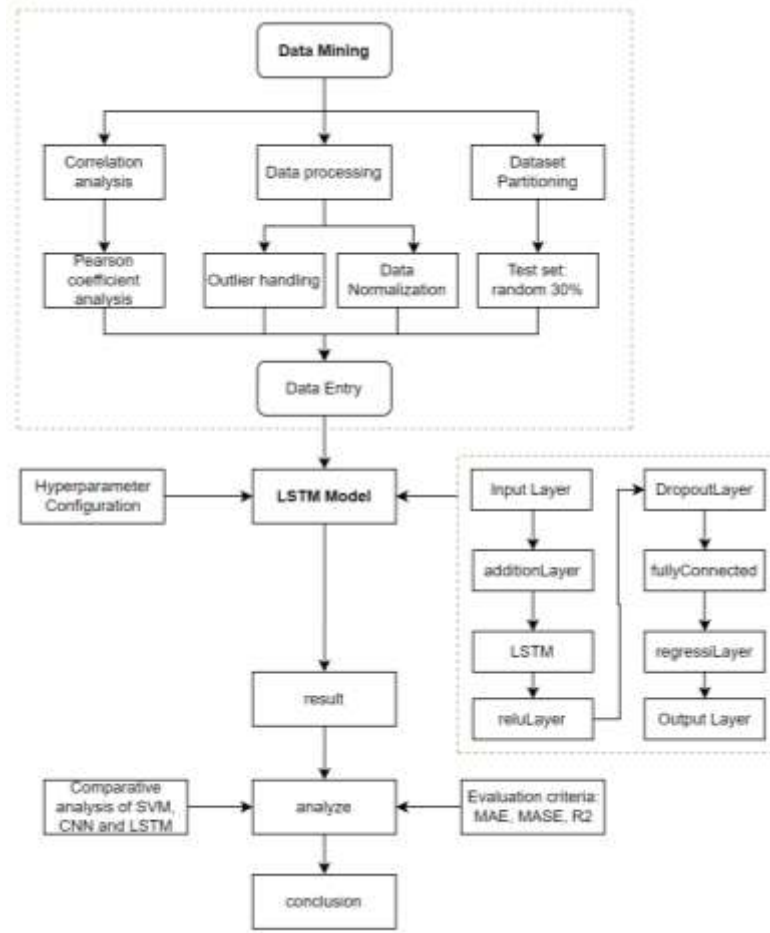 Data Mining
Correlation
analysis
Data processing
Dataset
Partitioning
Pearson
coefficient
analysis
Outlier handling
Data
Normalization
Test set:
random 30%
Data Entry
Hyperparameter
Configuration
LSTM Model
Input Layer
additionLayer
LSTM
reluLayer
DropoutLayer
fullyConnected
regressiLayer
Output Layer
result
Comparative
analysis of SVM,
CNN and LSTM
analyze
Evaluation criteria:
MAE, MASE, R2
conclusion